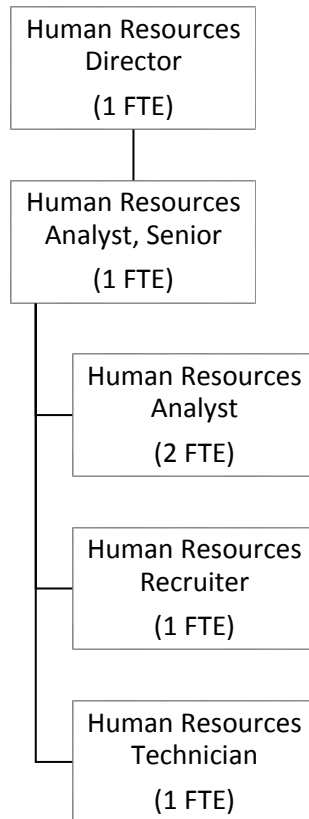 Human Resources
Director
(1 FTE)
Human Resources
Analyst, Senior
(1 FTE)
Human Resources
Analyst
(2 FTE)
Human Resources
Recruiter
(1 FTE)
Human Resources
Technician
(1 FTE)